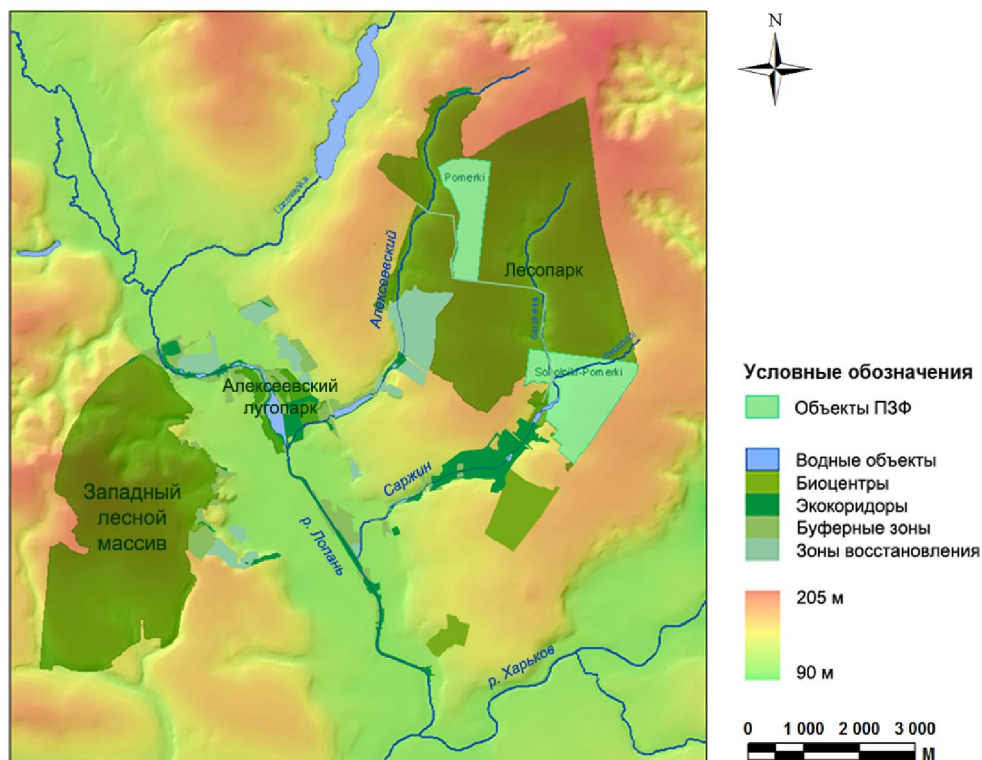 N
Pomerki
Лесопарк
Алексеевский
Sokolniki-Pomerki
Алексеевский
лугопарк
Саржин
Западный
лесной
массив
р. Лопань
р. Харьков
Условные обозначения
Объекты ПЗФ
Водные объекты
Биоцентры
Экокоридоры
Буферные зоны
Зоны восстановления
205 м
90 м
0 1 000 2 000 3 000
М